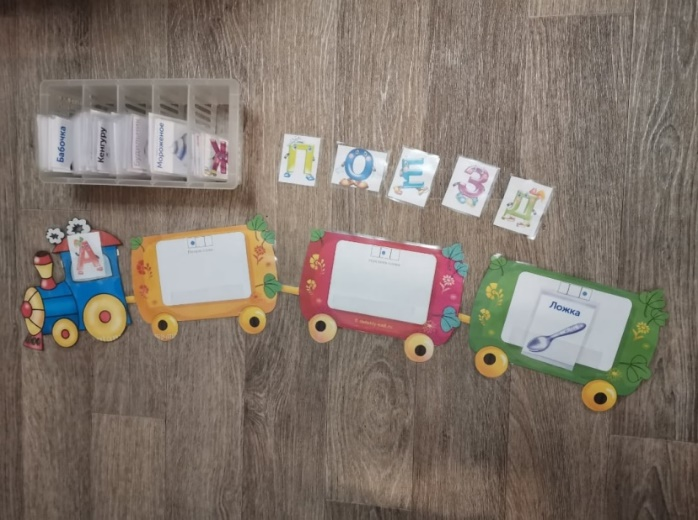 Бабочка
Кенгуру
Мороженое
Ж
П О Е З Д
А
Ложка